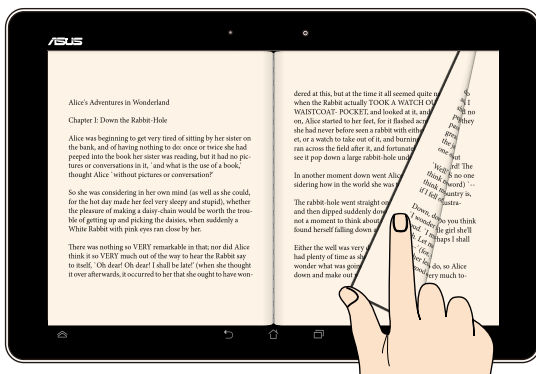 ASUS
Alice's Adventures in Wonderland
Chapter I: Down the Rabbit-Hole
Alice was beginning to get very tired of sitting by her sister on
the bank, and of having nothing to do: once or twice she had
peeped into the book her sister was reading, but it had no pic-
tures or conversations in it, `and what is the use of a book,'
thought Alice `without pictures or conversation?'
So she was considering in her own mind (as well as she could,
for the hot day made her feel very sleepy and stupid), whether
the pleasure of making a daisy-chain would be worth the trou-
ble of getting up and picking the daisies, when suddenly a
White Rabbit with pink eyes ran close by her.
There was nothing so VERY remarkable in that; nor did Alice
think it so VERY much out of the way to hear the Rabbit say
to itself, `Oh dear! Oh dear! I shall be late!' (when she thought
it over afterwards, it occurred to her that she ought to have won-
dered at this, but at the time it all seemed quite
when the Rabbit actually TOOK A WATCH
WAISTCOAT- POCKET, and looked at it, and
on, Alice started to her feet, for it flashed
she had never before seen a rabbit with
et, or a watch to take out of it, and
ran across the field after it, and
see it pop down a large rabbit-hole
In another moment down went
sidering how in the world she was
The rabbit-hole went straight on
and then dipped suddenly
not a moment to think about
found herself falling down
Either the well was very
had plenty of time as
wonder what was going
down and make out